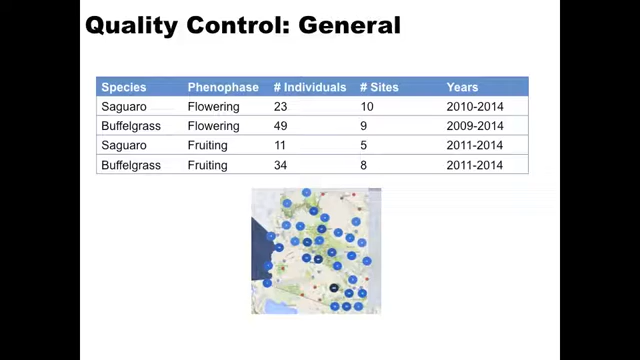 Quality Control: General
Species Phenophase # Individuals # Sites Years
Saguaro Flowering 23 10 2010-2014
Buffelgrass Flowering 49 9 2009-2014
Saguaro Fruiting 11 5 2011-2014
Buffelgrass Fruiting 34 8 2011-2014